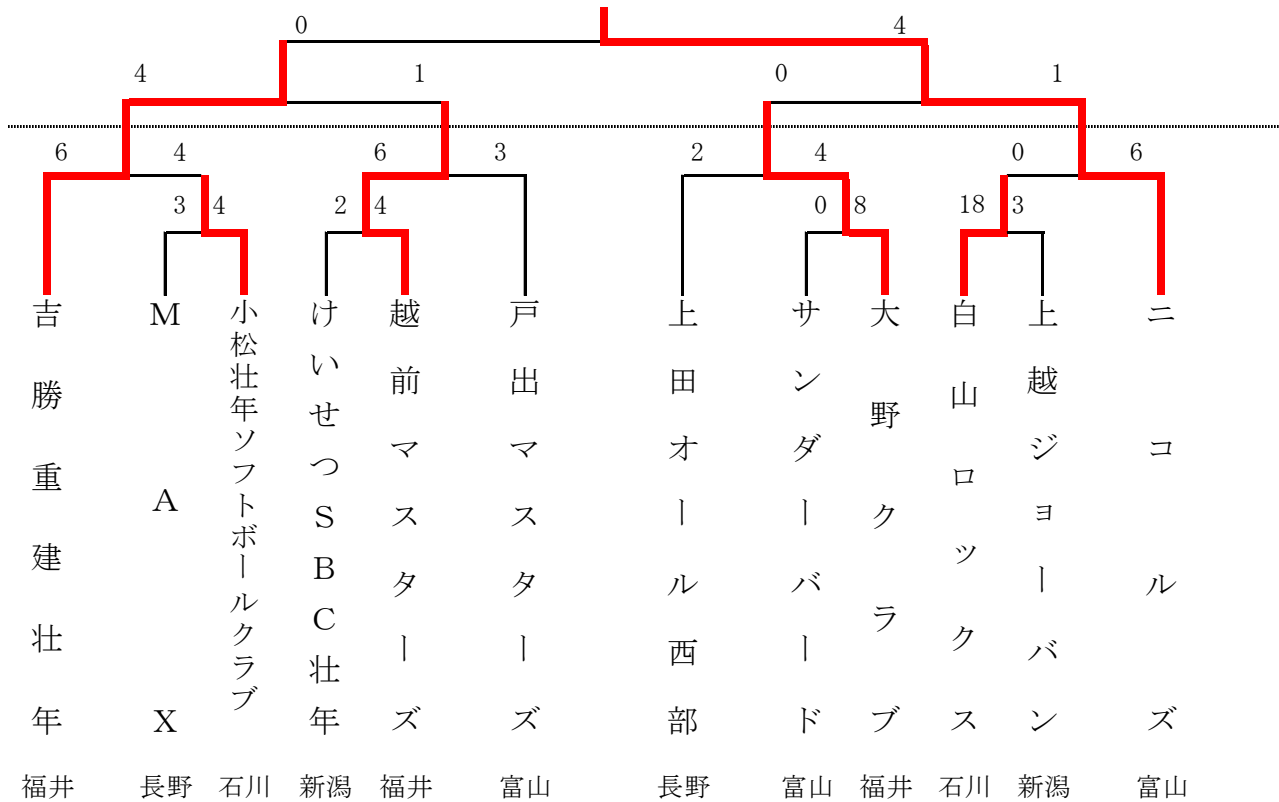 0 4
4 1 0 1
6 4 6 3 2 4 0 6
3 4 2 4 0 8 18 3
吉勝重建壮年
MAX
小松壮年ソフトボールクラブ
けいせつSBC壮年
越前マスターズ
戸出マスターズ
上田オール西部
サンダーバード
大野クラブ
白山ロックス
上越ジョーバン
ニコルズ
福井 長野 石川 新潟 福井 富山 長野 富山 福井 石川 新潟 富山